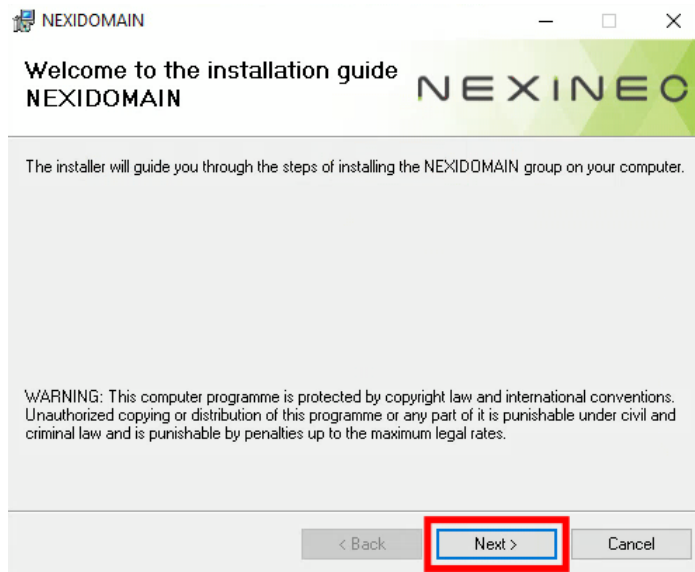 NEXIDOMAIN
Welcome to the installation guide
NEXIDOMAIN
NEXINEC
The installer will guide you through the steps of installing the NEXIDOMAIN group on your computer.
WARNING: This computer programme is protected by copyright law and international conventions.
Unauthorized copying or distribution of this programme or any part of it is punishable under civil and
criminal law and is punishable by penalties up to the maximum legal rates.
< Back
Next >
Cancel